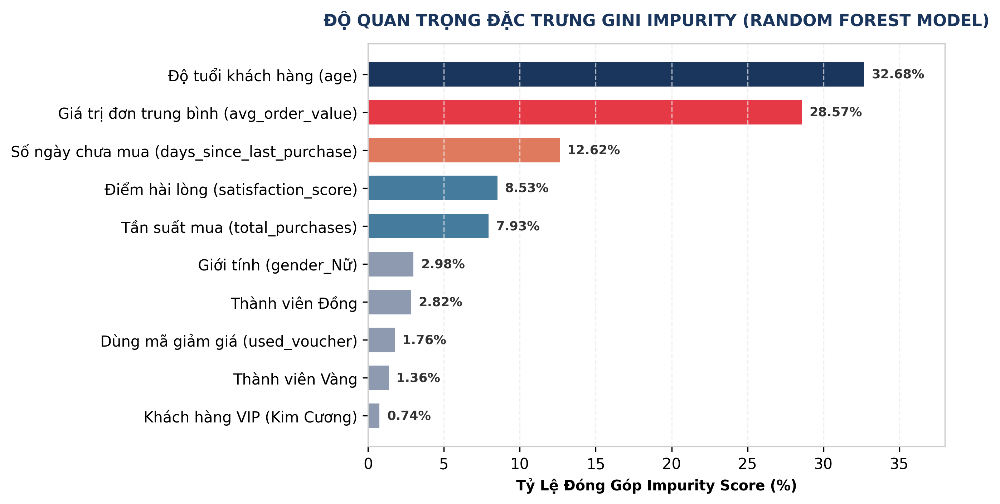 ĐỘ QUAN TRỌNG ĐẶC TRƯNG GINI IMPURITY (RANDOM FOREST MODEL)
Độ tuổi khách hàng (age) 32.68%
Giá trị đơn trung bình (avg_order_value) 28.57%
Số ngày chưa mua (days_since_last_purchase) 12.62%
Điểm hài lòng (satisfaction_score) 8.53%
Tần suất mua (total_purchases) 7.93%
Giới tính (gender_Nữ) 2.98%
Thành viên Đồng 2.82%
Dùng mã giảm giá (used_voucher) 1.76%
Thành viên Vàng 1.36%
Khách hàng VIP (Kim Cương) 0.74%
0 5 10 15 20 25 30 35
Tỷ Lệ Đóng Góp Impurity Score (%)